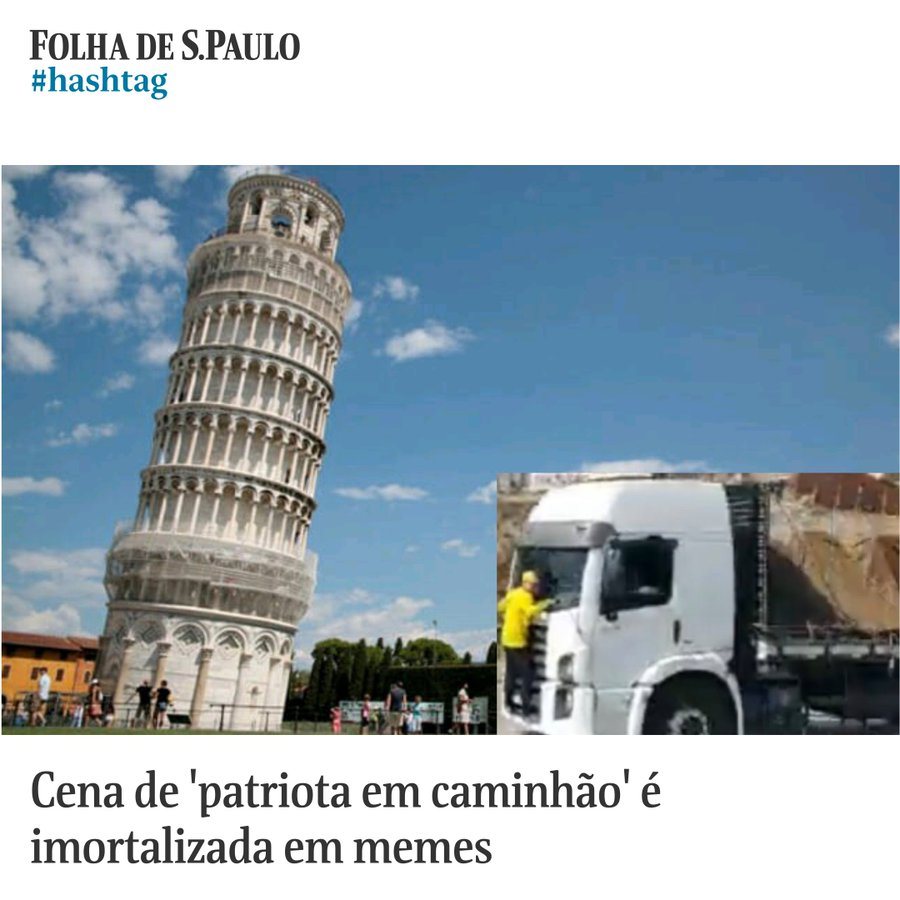 FOLHA DE S.PAULO
#hashtag
Cena de 'patriota em caminhão' é
imortalizada em memes